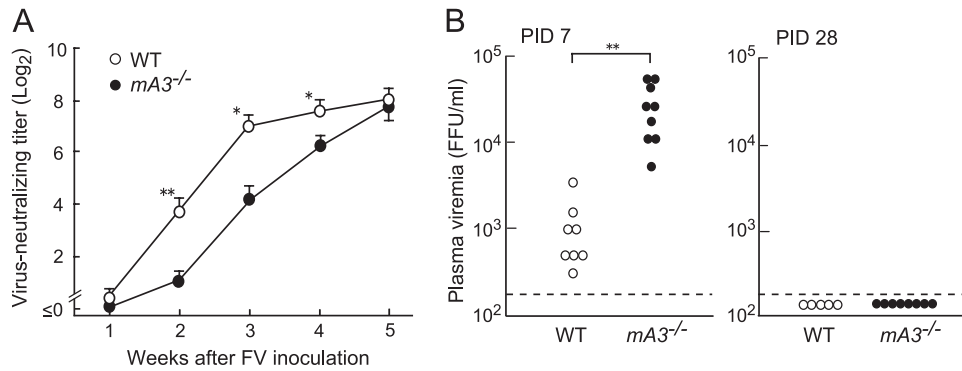 A
Virus-neutralizing titer (Log2)
10
8
6
4
2
≤0
WT
mA3-/-
**
*
*
1 2 3 4 5
Weeks after FV inoculation
B
PID 7
Plasma viremia (FFU/ml)
10^5
10^4
10^3
10^2
**
WT mA3-/-
PID 28
10^5
10^4
10^3
10^2
WT mA3-/-